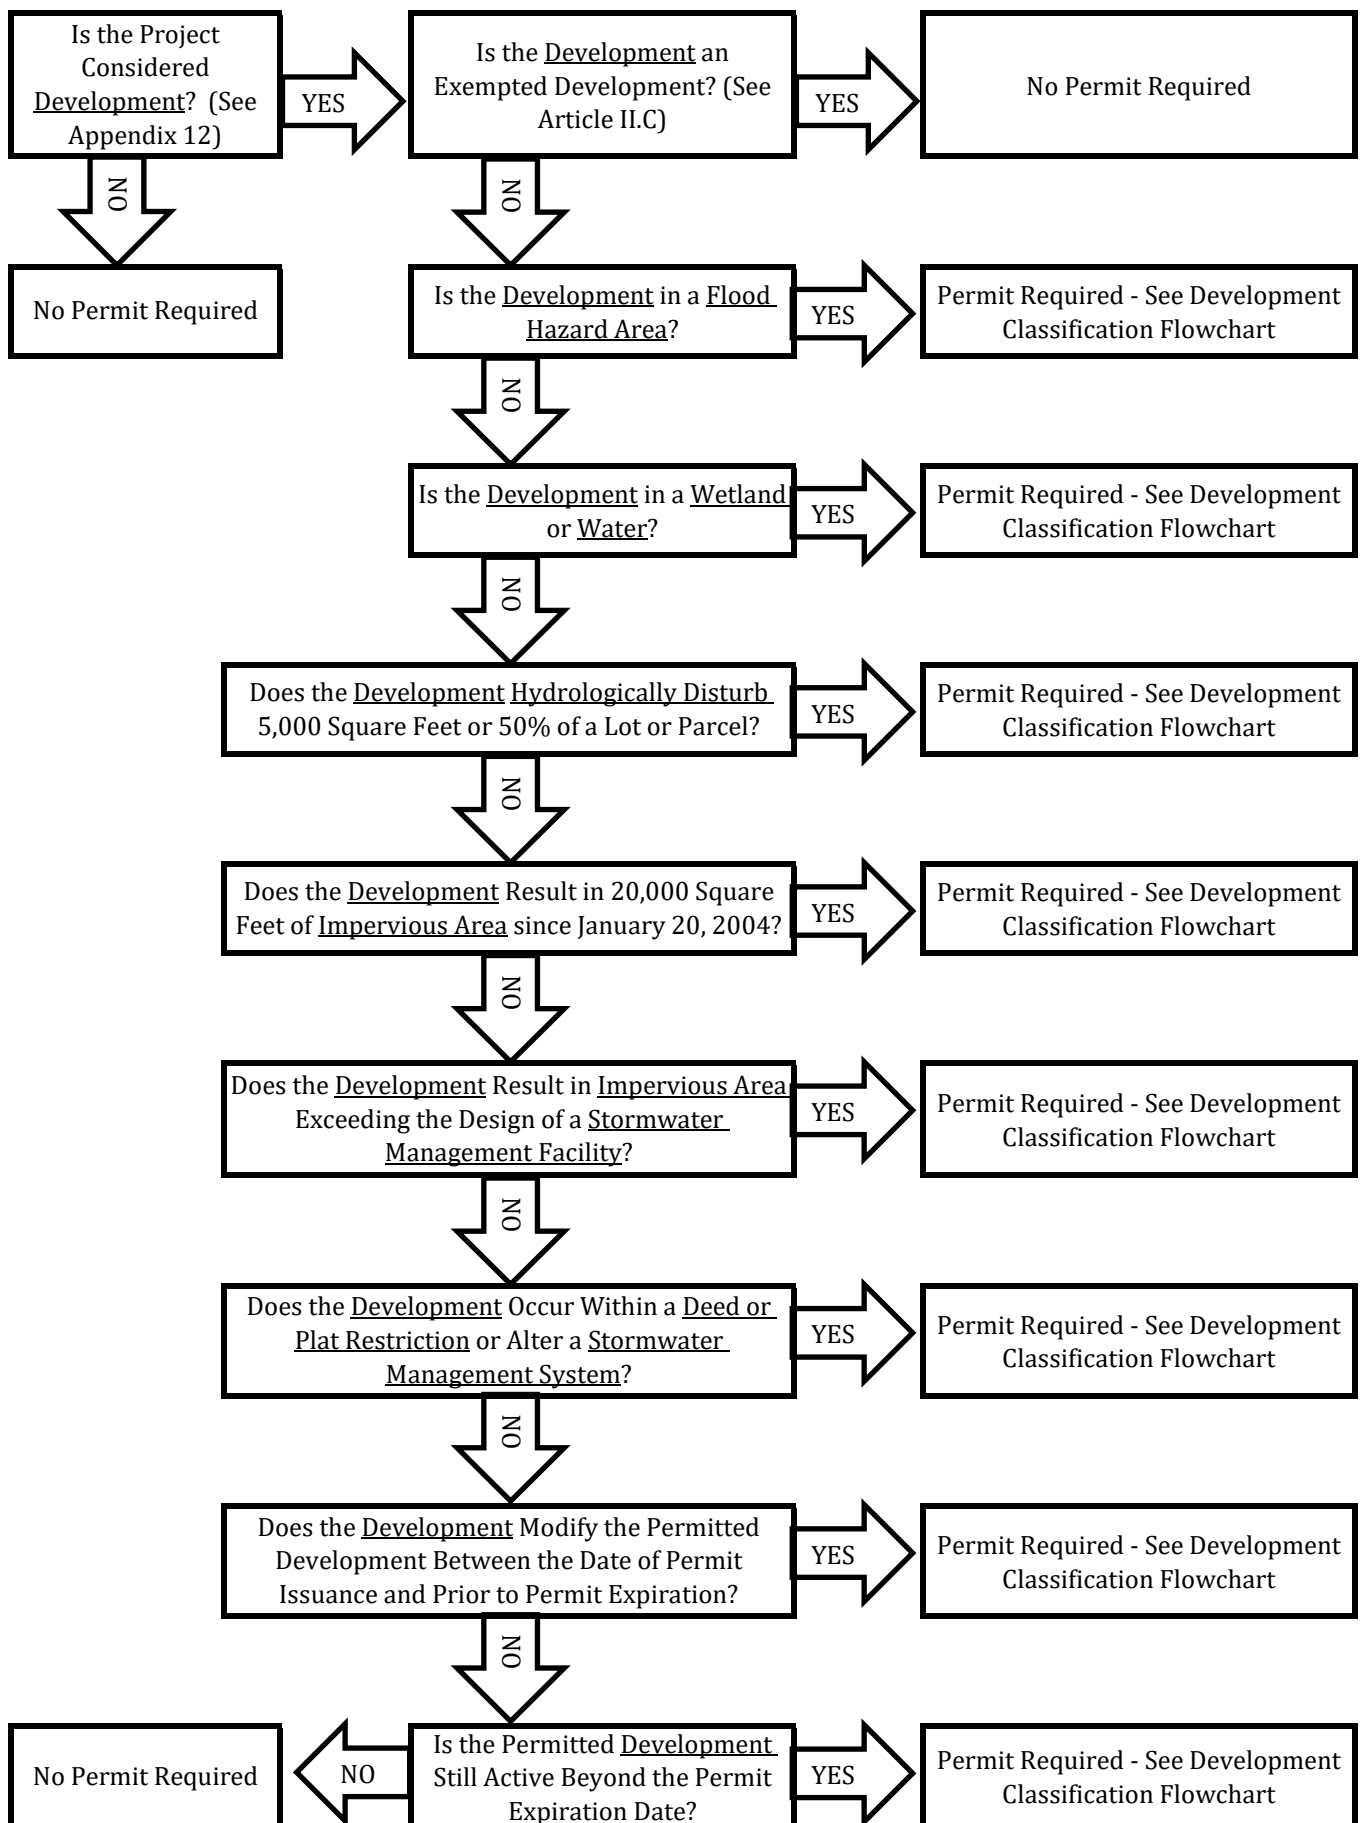 Is the Project
Considered
Development? (See
Appendix 12)
YES
Is the Development an
Exempted Development? (See
Article II.C)
YES
No Permit Required
NO
NO
No Permit Required
Is the Development in a Flood
Hazard Area?
YES
Permit Required - See Development
Classification Flowchart
NO
Is the Development in a Wetland
or Water?
YES
Permit Required - See Development
Classification Flowchart
NO
Does the Development Hydrologically Disturb
5,000 Square Feet or 50% of a Lot or Parcel?
YES
Permit Required - See Development
Classification Flowchart
NO
Does the Development Result in 20,000 Square
Feet of Impervious Area since January 20, 2004?
YES
Permit Required - See Development
Classification Flowchart
NO
Does the Development Result in Impervious Area
Exceeding the Design of a Stormwater
Management Facility?
YES
Permit Required - See Development
Classification Flowchart
NO
Does the Development Occur Within a Deed or
Plat Restriction or Alter a Stormwater
Management System?
YES
Permit Required - See Development
Classification Flowchart
NO
Does the Development Modify the Permitted
Development Between the Date of Permit
Issuance and Prior to Permit Expiration?
YES
Permit Required - See Development
Classification Flowchart
NO
No Permit Required
NO
Is the Permitted Development
Still Active Beyond the Permit
Expiration Date?
YES
Permit Required - See Development
Classification Flowchart